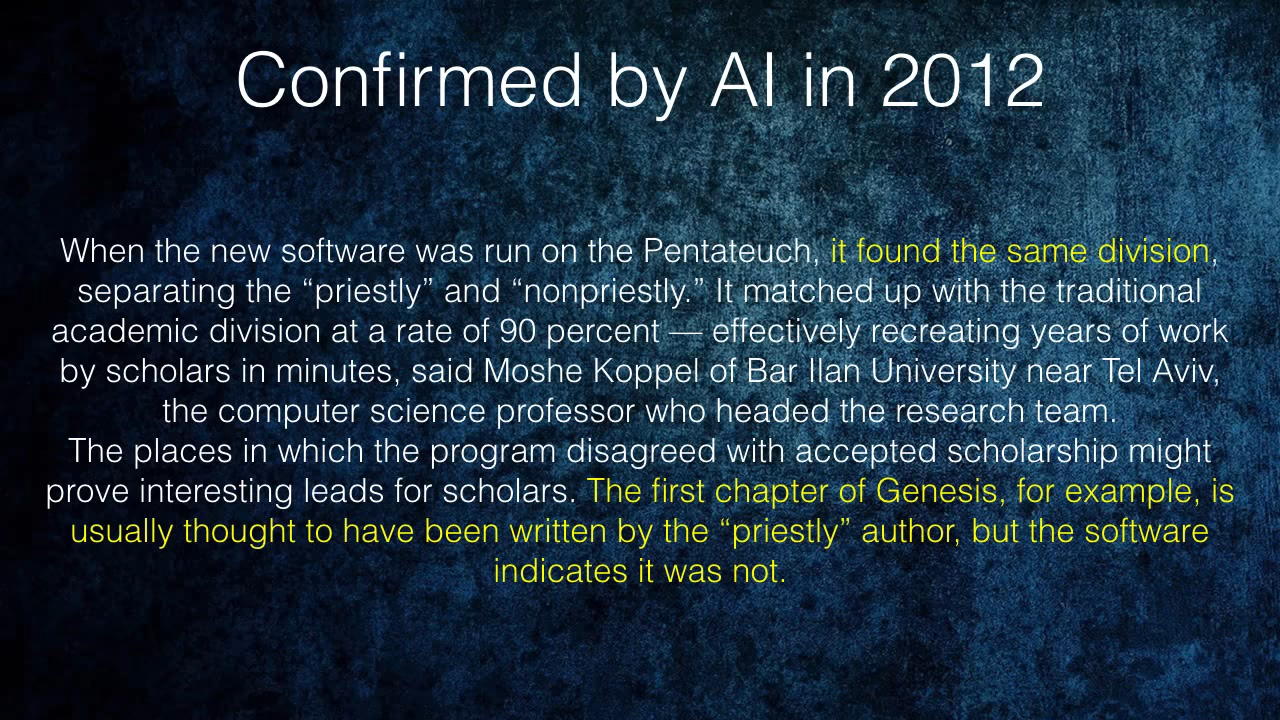 Confirmed by AI in 2012
When the new software was run on the Pentateuch, it found the same division,
separating the “priestly” and “nonpriestly.” It matched up with the traditional
academic division at a rate of 90 percent — effectively recreating years of work
by scholars in minutes, said Moshe Koppel of Bar Ilan University near Tel Aviv,
the computer science professor who headed the research team.
The places in which the program disagreed with accepted scholarship might
prove interesting leads for scholars. The first chapter of Genesis, for example, is
usually thought to have been written by the “priestly” author, but the software
indicates it was not.